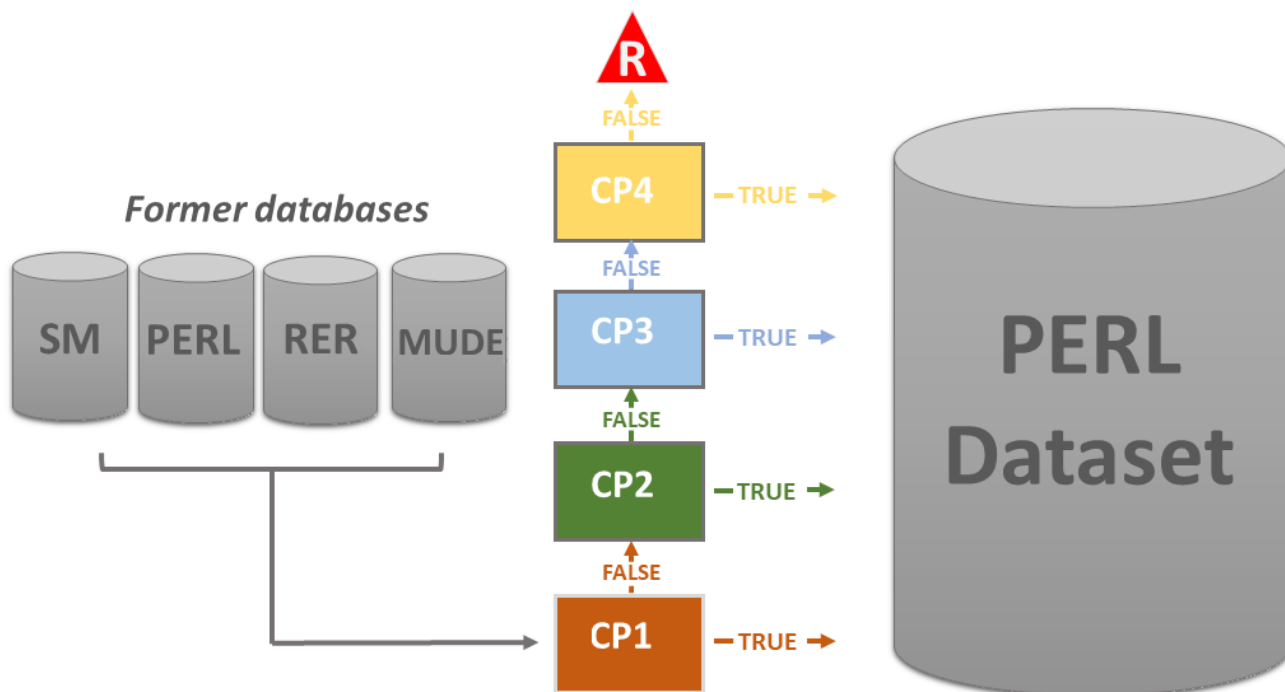 Former databases
SM
PERL
RER
MUDE
R
FALSE
CP4
TRUE
FALSE
CP3
TRUE
FALSE
CP2
TRUE
FALSE
CP1
TRUE
PERL
Dataset